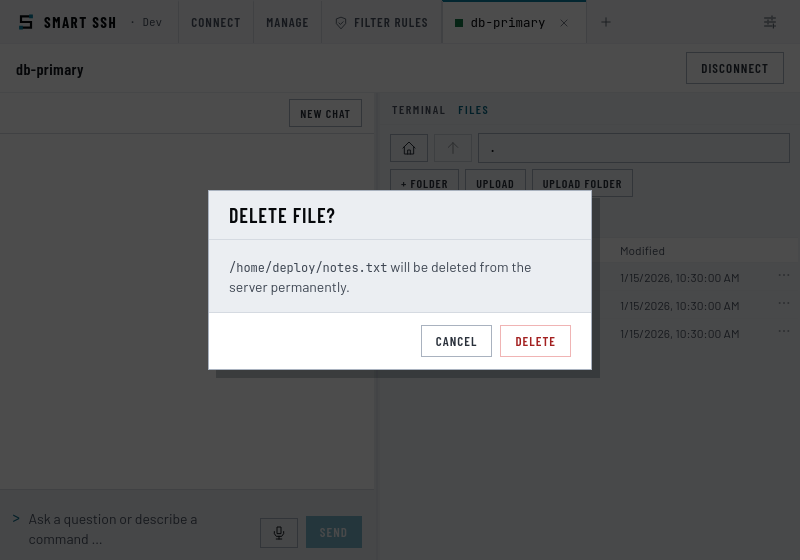 SMART SSH · Dev CONNECT MANAGE FILTER RULES db-primary × +
db-primary DISCONNECT
NEW CHAT
TERMINAL FILES
.
+ FOLDER UPLOAD UPLOAD FOLDER
DELETE FILE?
/home/deploy/notes.txt will be deleted from the
server permanently.
CANCEL DELETE
Modified
1/15/2026, 10:30:00 AM ...
1/15/2026, 10:30:00 AM ...
1/15/2026, 10:30:00 AM ...
> Ask a question or describe a
command ...
SEND